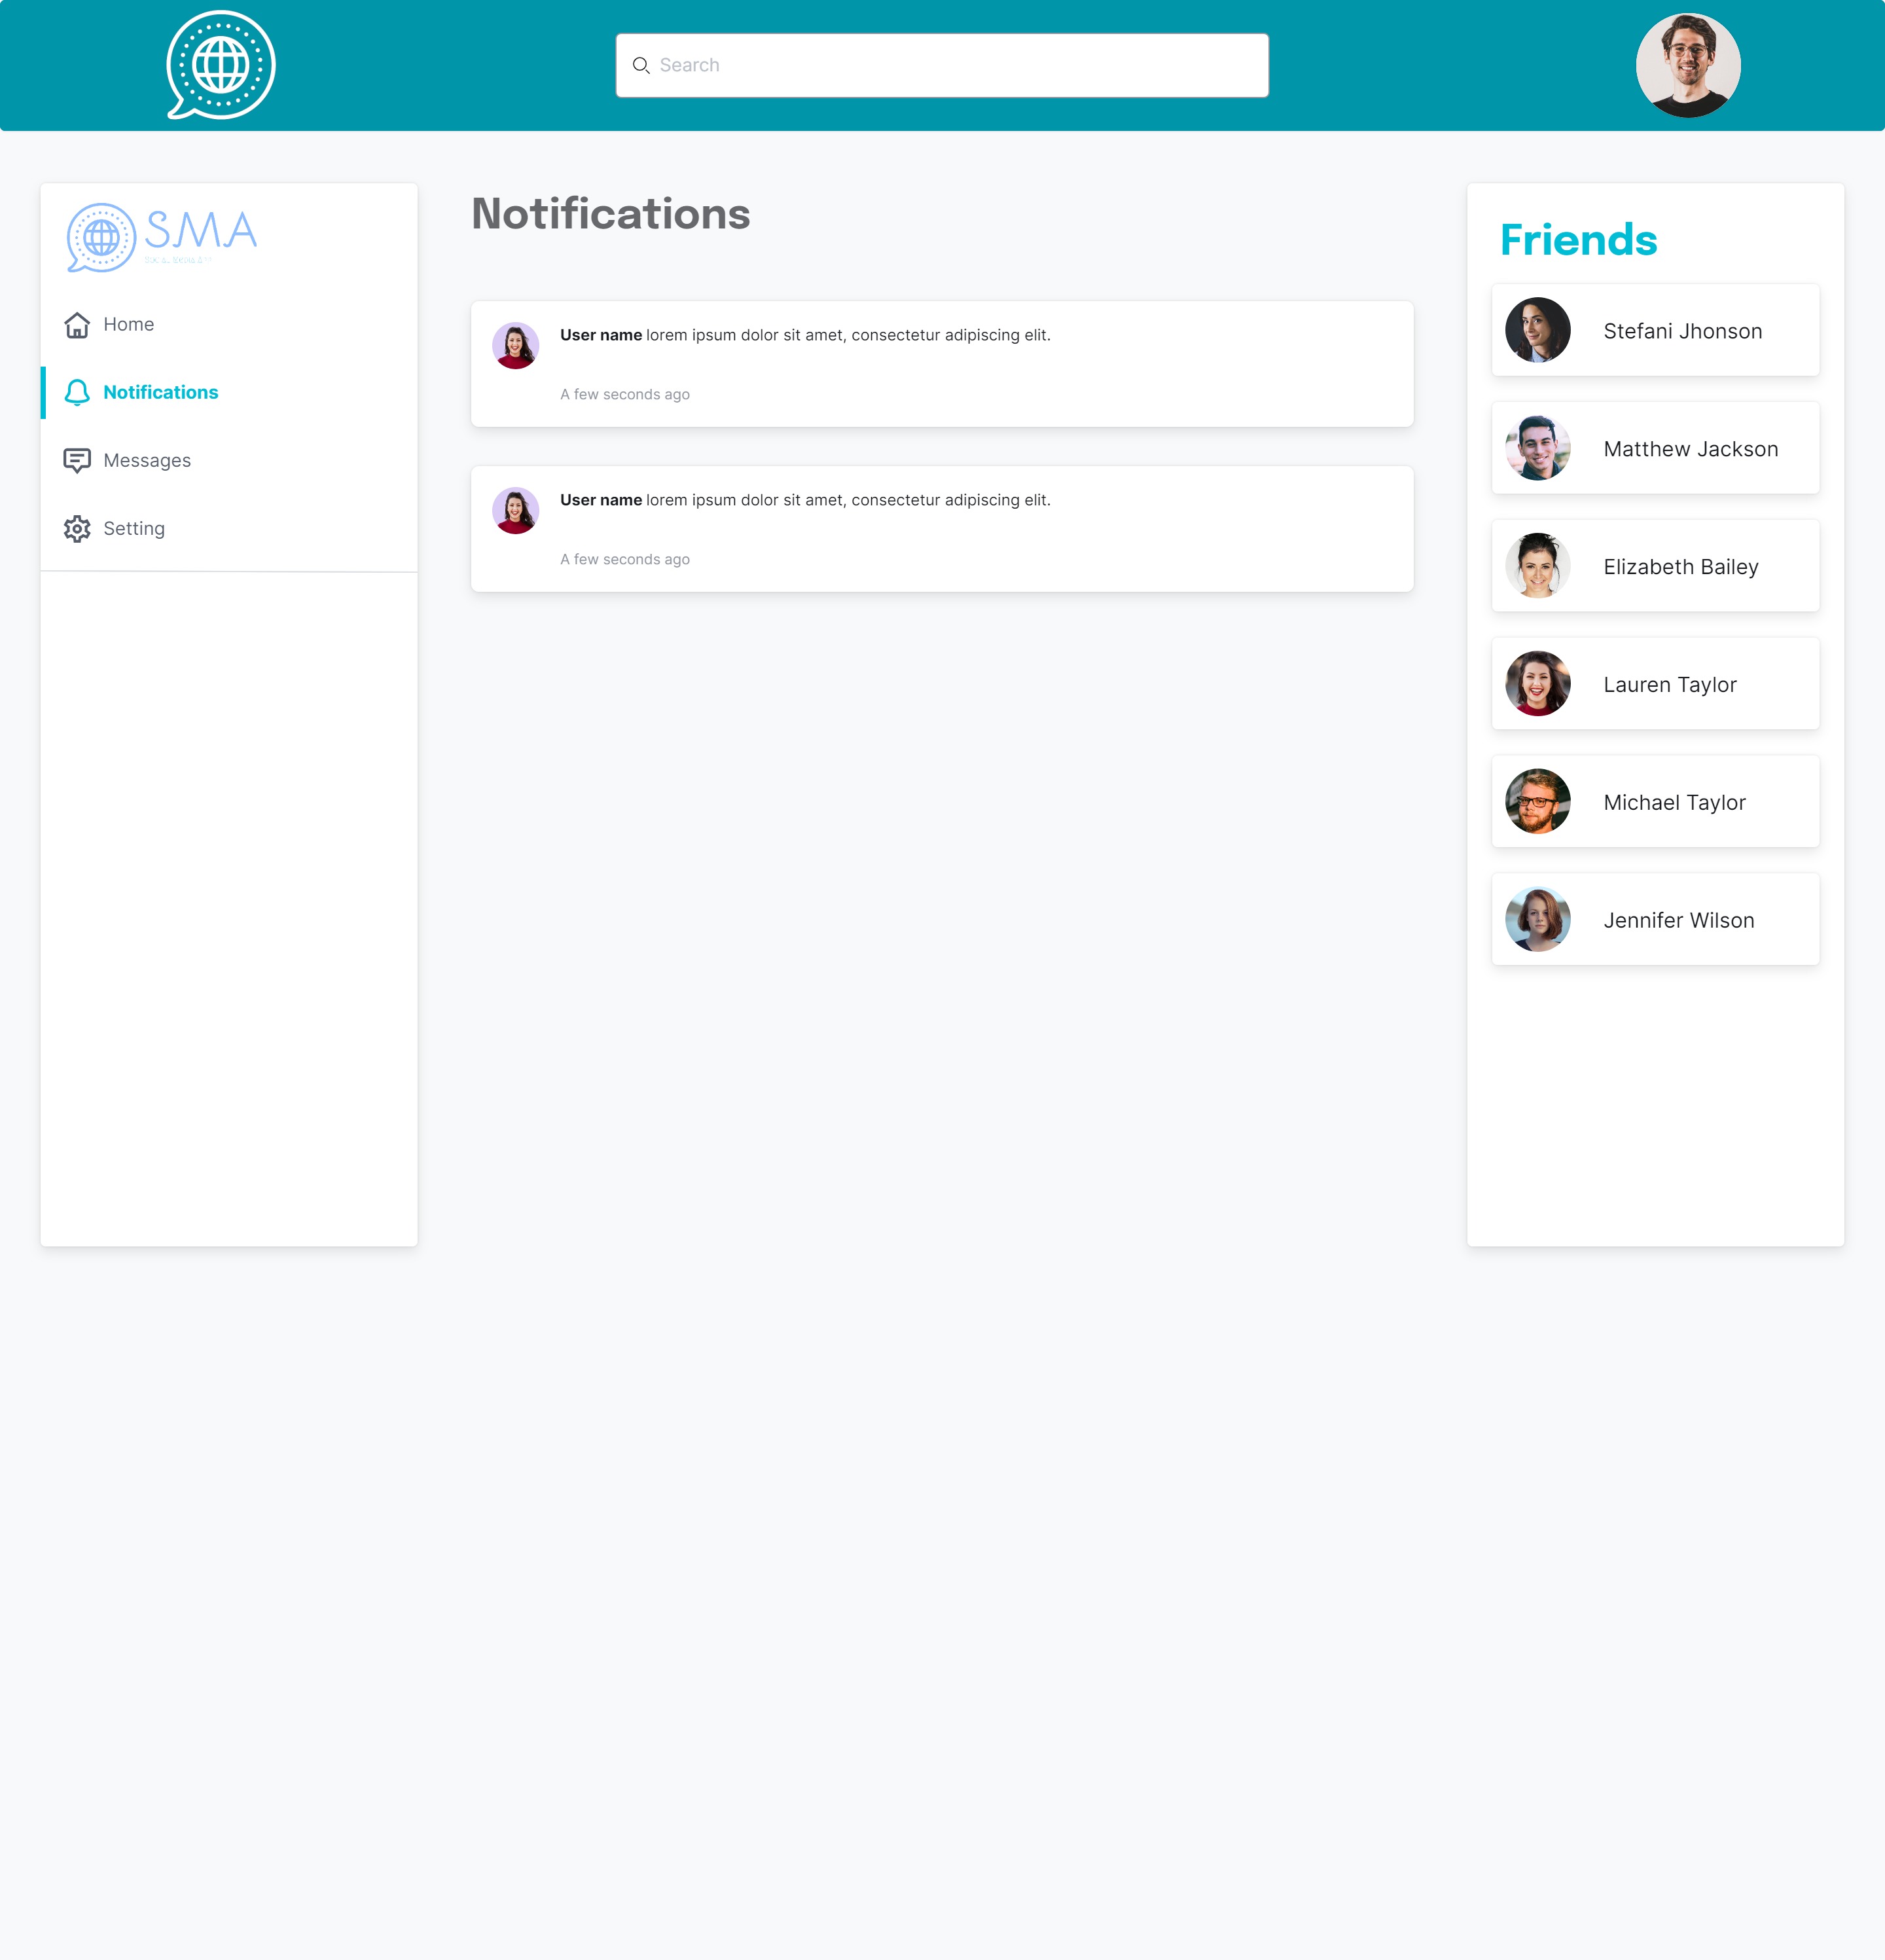 Search
SMA
Home
Notifications
Messages
Setting
Notifications
User name lorem ipsum dolor sit amet, consectetur adipiscing elit.
A few seconds ago
User name lorem ipsum dolor sit amet, consectetur adipiscing elit.
A few seconds ago
Friends
Stefani Jhonson
Matthew Jackson
Elizabeth Bailey
Lauren Taylor
Michael Taylor
Jennifer Wilson